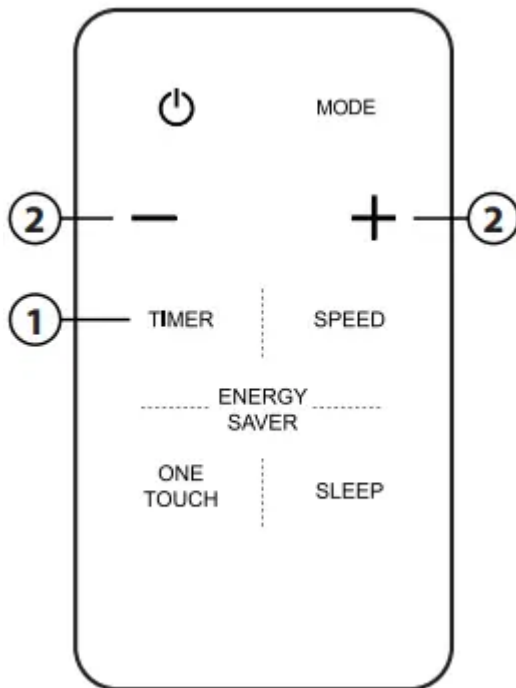 MODE
2 − + 2
1 TIMER SPEED
ENERGY
SAVER
ONE
TOUCH
SLEEP